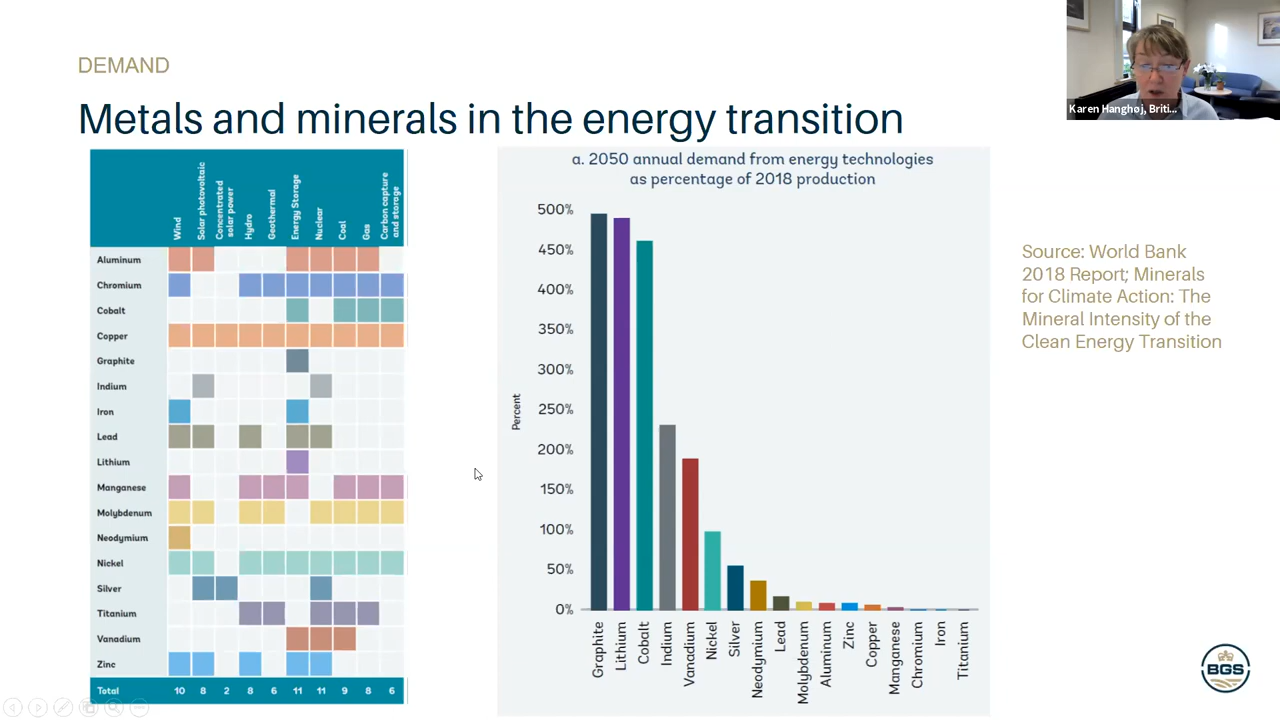 DEMAND
Metals and minerals in the energy transition
Karen Hanghøj, Briti...
Wind
Solar photovoltaic
Concentrated
solar power
Hydro
Geothermal
Energy Storage
Nuclear
Coal
Gas
Carbon capture
and storage
Aluminum
Chromium
Cobalt
Copper
Graphite
Indium
Iron
Lead
Lithium
Manganese
Molybdenum
Neodymium
Nickel
Silver
Titanium
Vanadium
Zinc
Total 10 8 2 8 6 11 11 9 8 6
a. 2050 annual demand from energy technologies
as percentage of 2018 production
Percent
500%
450%
400%
350%
300%
250%
200%
150%
100%
50%
0%
Graphite
Lithium
Cobalt
Indium
Vanadium
Nickel
Silver
Neodymium
Lead
Molybdenum
Aluminum
Zinc
Copper
Manganese
Chromium
Iron
Titanium
Source: World Bank
2018 Report; Minerals
for Climate Action: The
Mineral Intensity of the
Clean Energy Transition
BGS